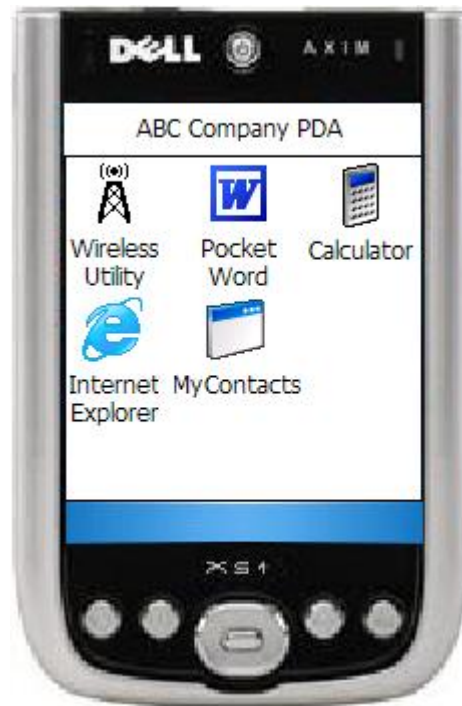 DELL
AXIM
ABC Company PDA
W
Wireless
Utility
Pocket
Word
Calculator
Internet
Explorer
MyContacts
X51